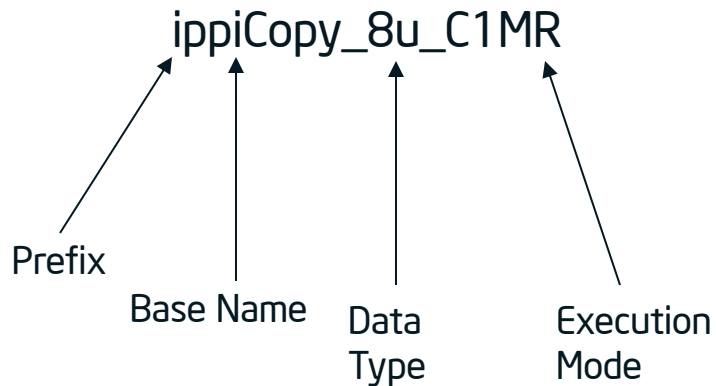 ippiCopy_8u_C1MR
Prefix
Base Name
Data
Type
Execution
Mode